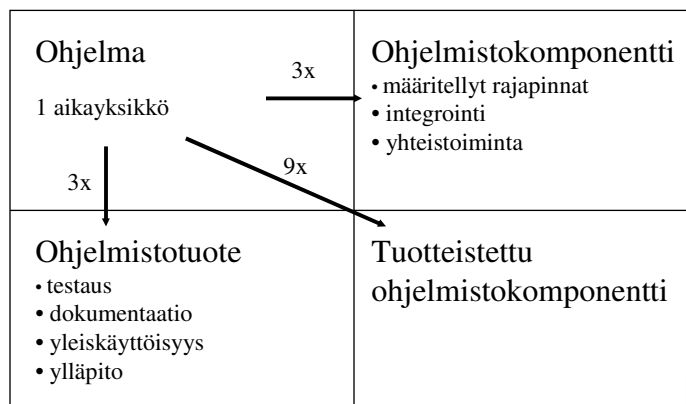 Ohjelma
1 aikayksikkö
3x
Ohjelmistokomponentti
• määritellyt rajapinnat
• integrointi
• yhteistoiminta
3x
9x
Ohjelmistotuote
• testaus
• dokumentaatio
• yleiskäyttöisyys
• ylläpito
Tuotteistettu
ohjelmistokomponentti